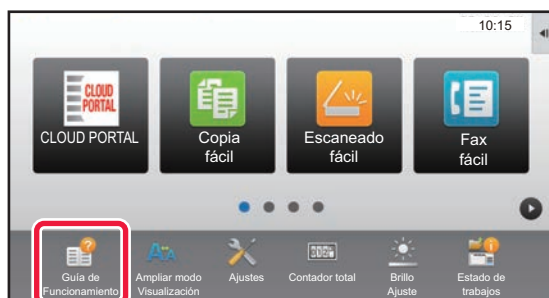 10:15
CLOUD
PORTAL
CLOUD PORTAL
Copia
fácil
Escaneado
fácil
Fax
fácil
Guía de
Funcionamiento
Ampliar modo
Visualización
Ajustes
Contador total
Brillo
Ajuste
Estado de
trabajos